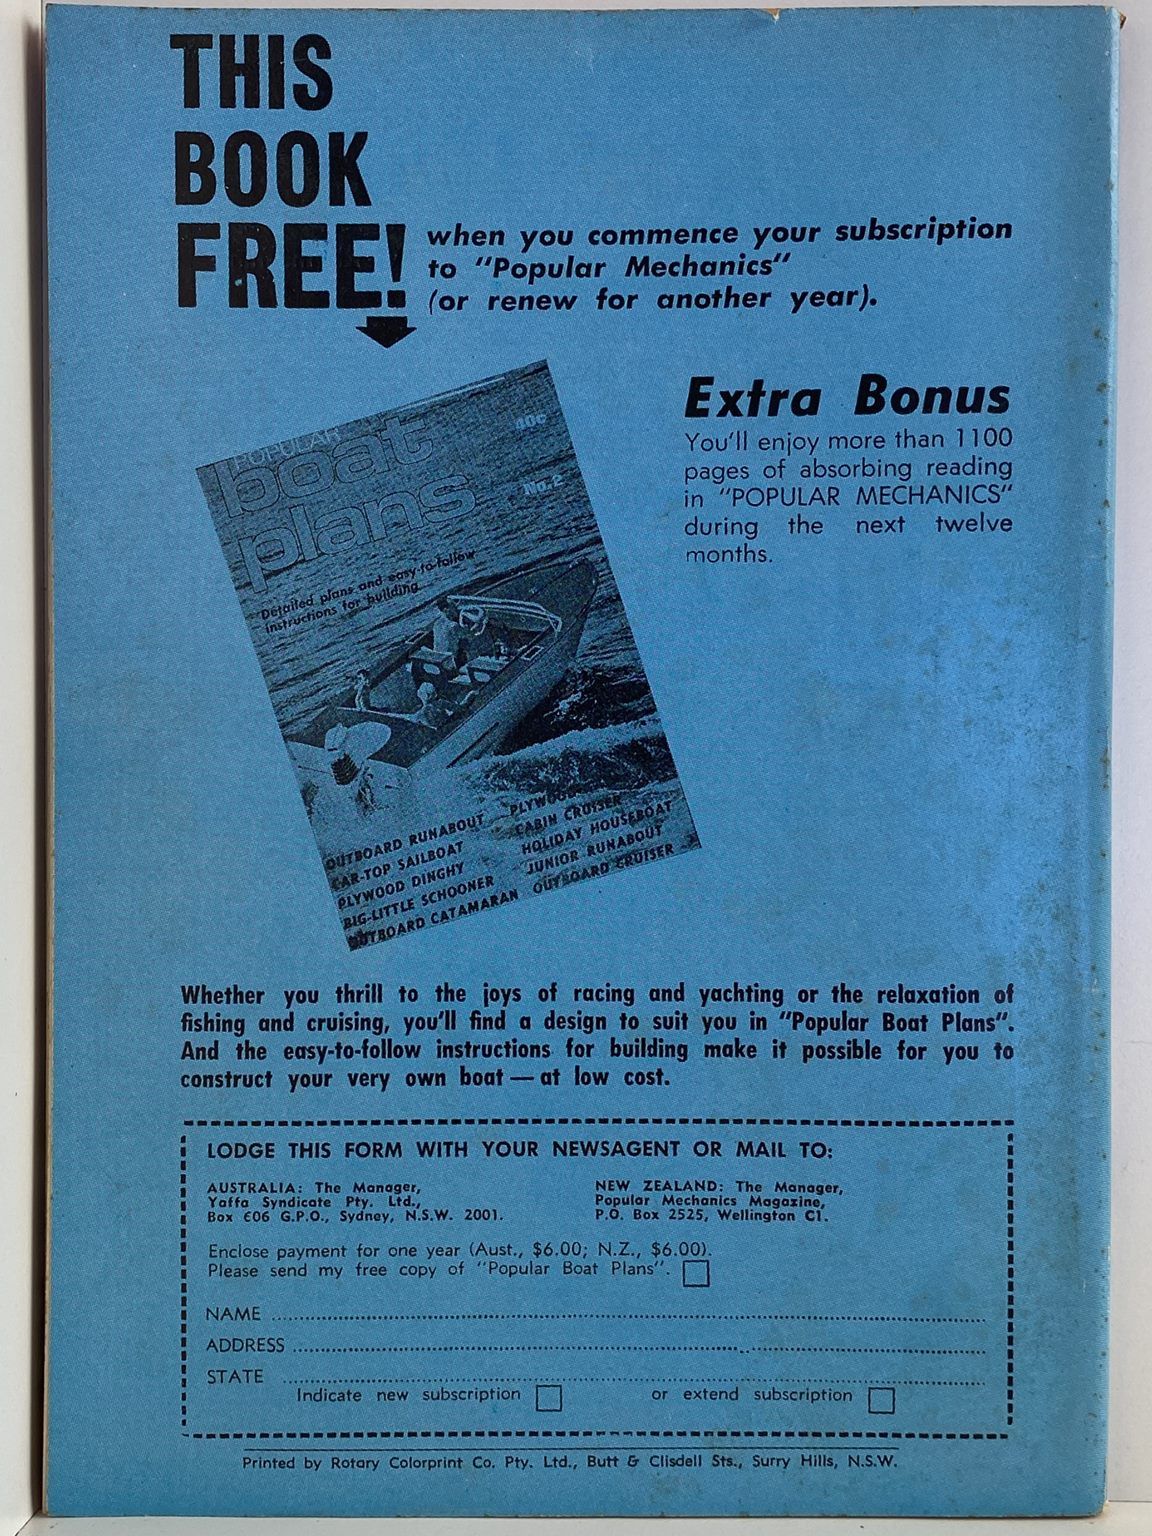 THIS
BOOK
FREE!
when you commence your subscription
to "Popular Mechanics"
(or renew for another year).
Extra Bonus
You'll enjoy more than 1100
pages of absorbing reading
in "POPULAR MECHANICS"
during the next twelve
months.
POPULAR
boat
plans
40c
No. 2
Detailed plans and easy-to-follow
instructions for building
OUTBOARD RUNABOUT
CAR-TOP SAILBOAT
PLYWOOD DINGHY
BIG-LITTLE SCHOONER
OUTBOARD CATAMARAN
CABIN CRUISER
HOLIDAY HOUSEBOAT
JUNIOR RUNABOUT
OUTBOARD CRUISER
Whether you thrill to the joys of racing and yachting or the relaxation of
fishing and cruising, you'll find a design to suit you in "Popular Boat Plans".
And the easy-to-follow instructions for building make it possible for you to
construct your very own boat — at low cost.
LODGE THIS FORM WITH YOUR NEWSAGENT OR MAIL TO:
AUSTRALIA: The Manager,
Yaffa Syndicate Pty. Ltd.,
Box 606 G.P.O., Sydney, N.S.W. 2001.
NEW ZEALAND: The Manager,
Popular Mechanics Magazine,
P.O. Box 2525, Wellington C1.
Enclose payment for one year (Aust., $6.00; N.Z., $6.00).
Please send my free copy of "Popular Boat Plans".
NAME
ADDRESS
STATE
Indicate new subscription or extend subscription
Printed by Rotary Colorprint Co. Pty. Ltd., Butt & Clisdell Sts., Surry Hills, N.S.W.